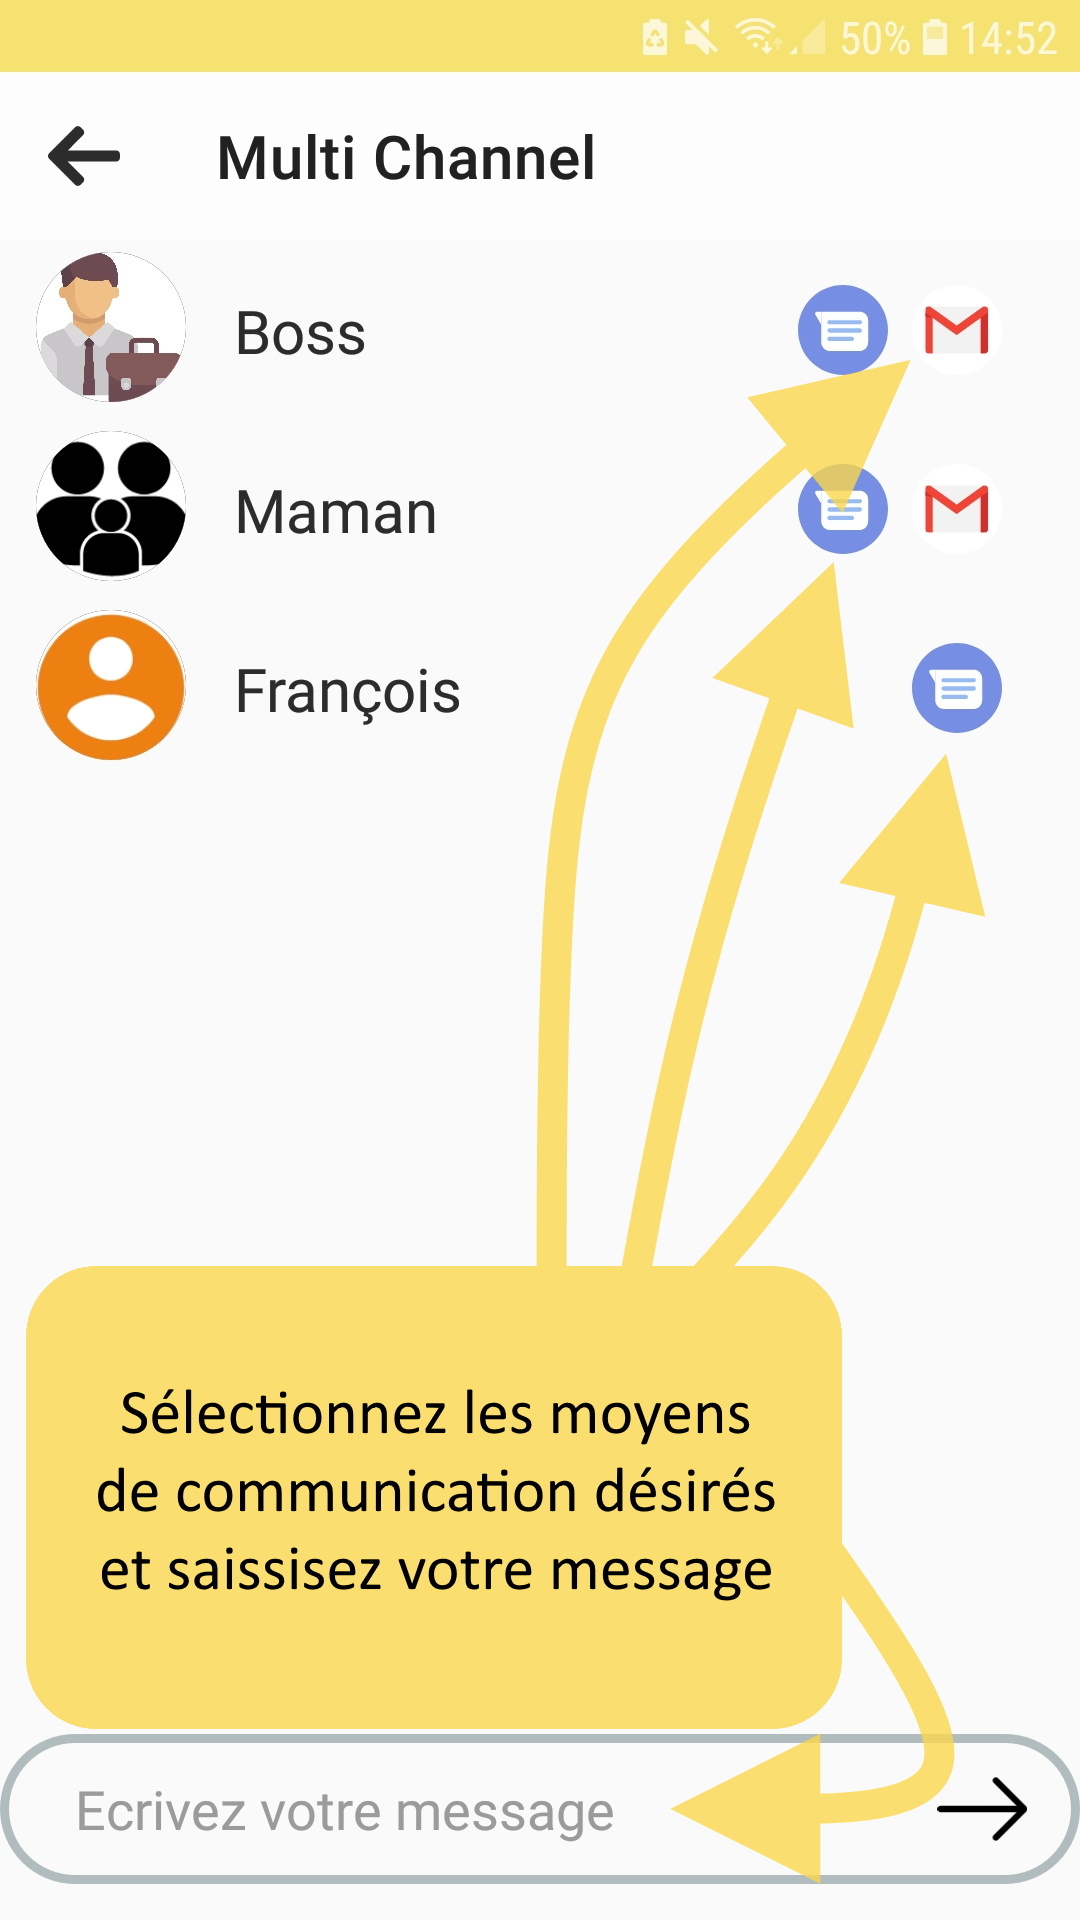 50% 14:52
Multi Channel
Boss
Maman
François
Sélectionnez les moyens
de communication désirés
et saissisez votre message
Ecrivez votre message